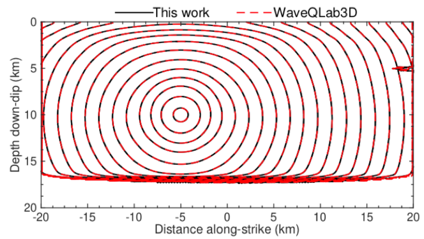 This work WaveQLab3D
0
5
10
15
20
Depth down-dip (km)
-20 -15 -10 -5 0 5 10 15 20
Distance along-strike (km)